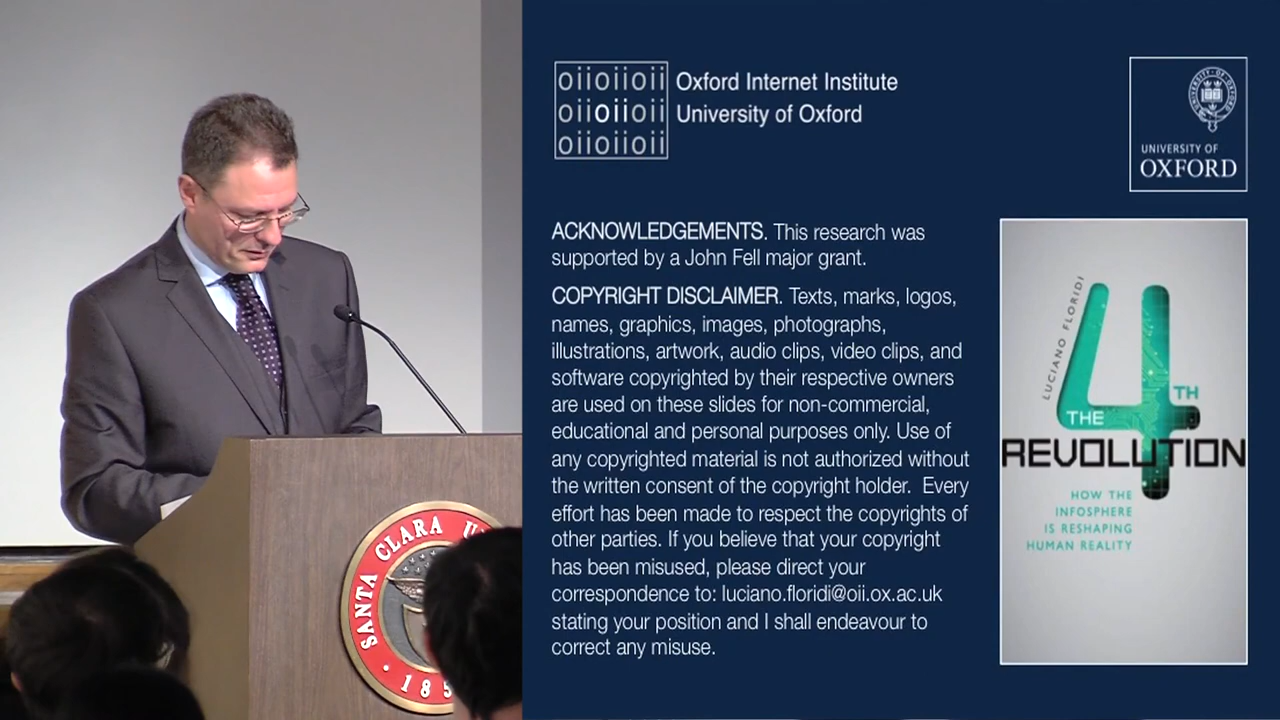 oiioiioii
oiioiioii
oiioiioii
Oxford Internet Institute
University of Oxford
UNIVERSITY OF
OXFORD
ACKNOWLEDGEMENTS. This research was
supported by a John Fell major grant.
COPYRIGHT DISCLAIMER. Texts, marks, logos,
names, graphics, images, photographs,
illustrations, artwork, audio clips, video clips, and
software copyrighted by their respective owners
are used on these slides for non-commercial,
educational and personal purposes only. Use of
any copyrighted material is not authorized without
the written consent of the copyright holder. Every
effort has been made to respect the copyrights of
other parties. If you believe that your copyright
has been misused, please direct your
correspondence to: luciano.floridi@oii.ox.ac.uk
stating your position and I shall endeavour to
correct any misuse.
LUCIANO FLORIDI
THE 4TH
REVOLUTION
HOW THE
INFOSPHERE
IS RESHAPING
HUMAN REALITY
SANTA CLARA U
185